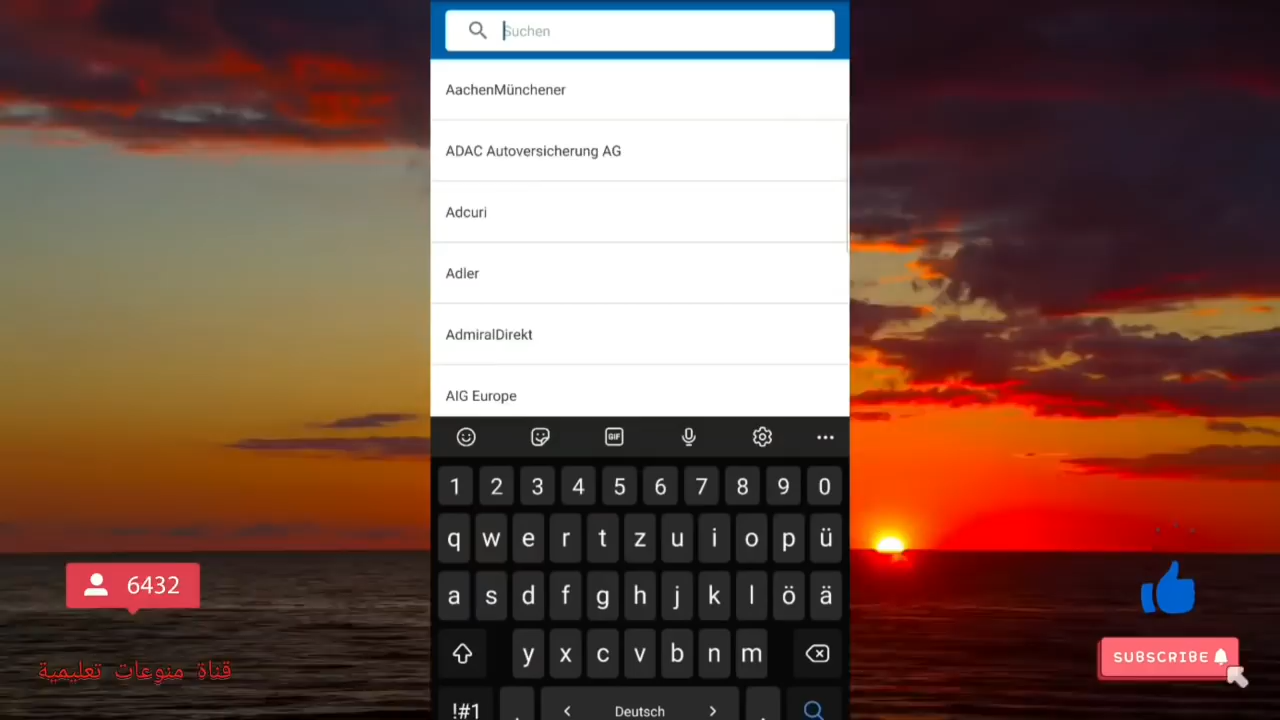 Suchen
AachenMünchener
ADAC Autoversicherung AG
Adcuri
Adler
AdmiralDirekt
AIG Europe
GIF
1 2 3 4 5 6 7 8 9 0
q w e r t z u i o p ü
a s d f g h j k l ö ä
y x c v b n m
!#1 , < Deutsch > .
6432
قناة منوعات تعليمية
SUBSCRIBE